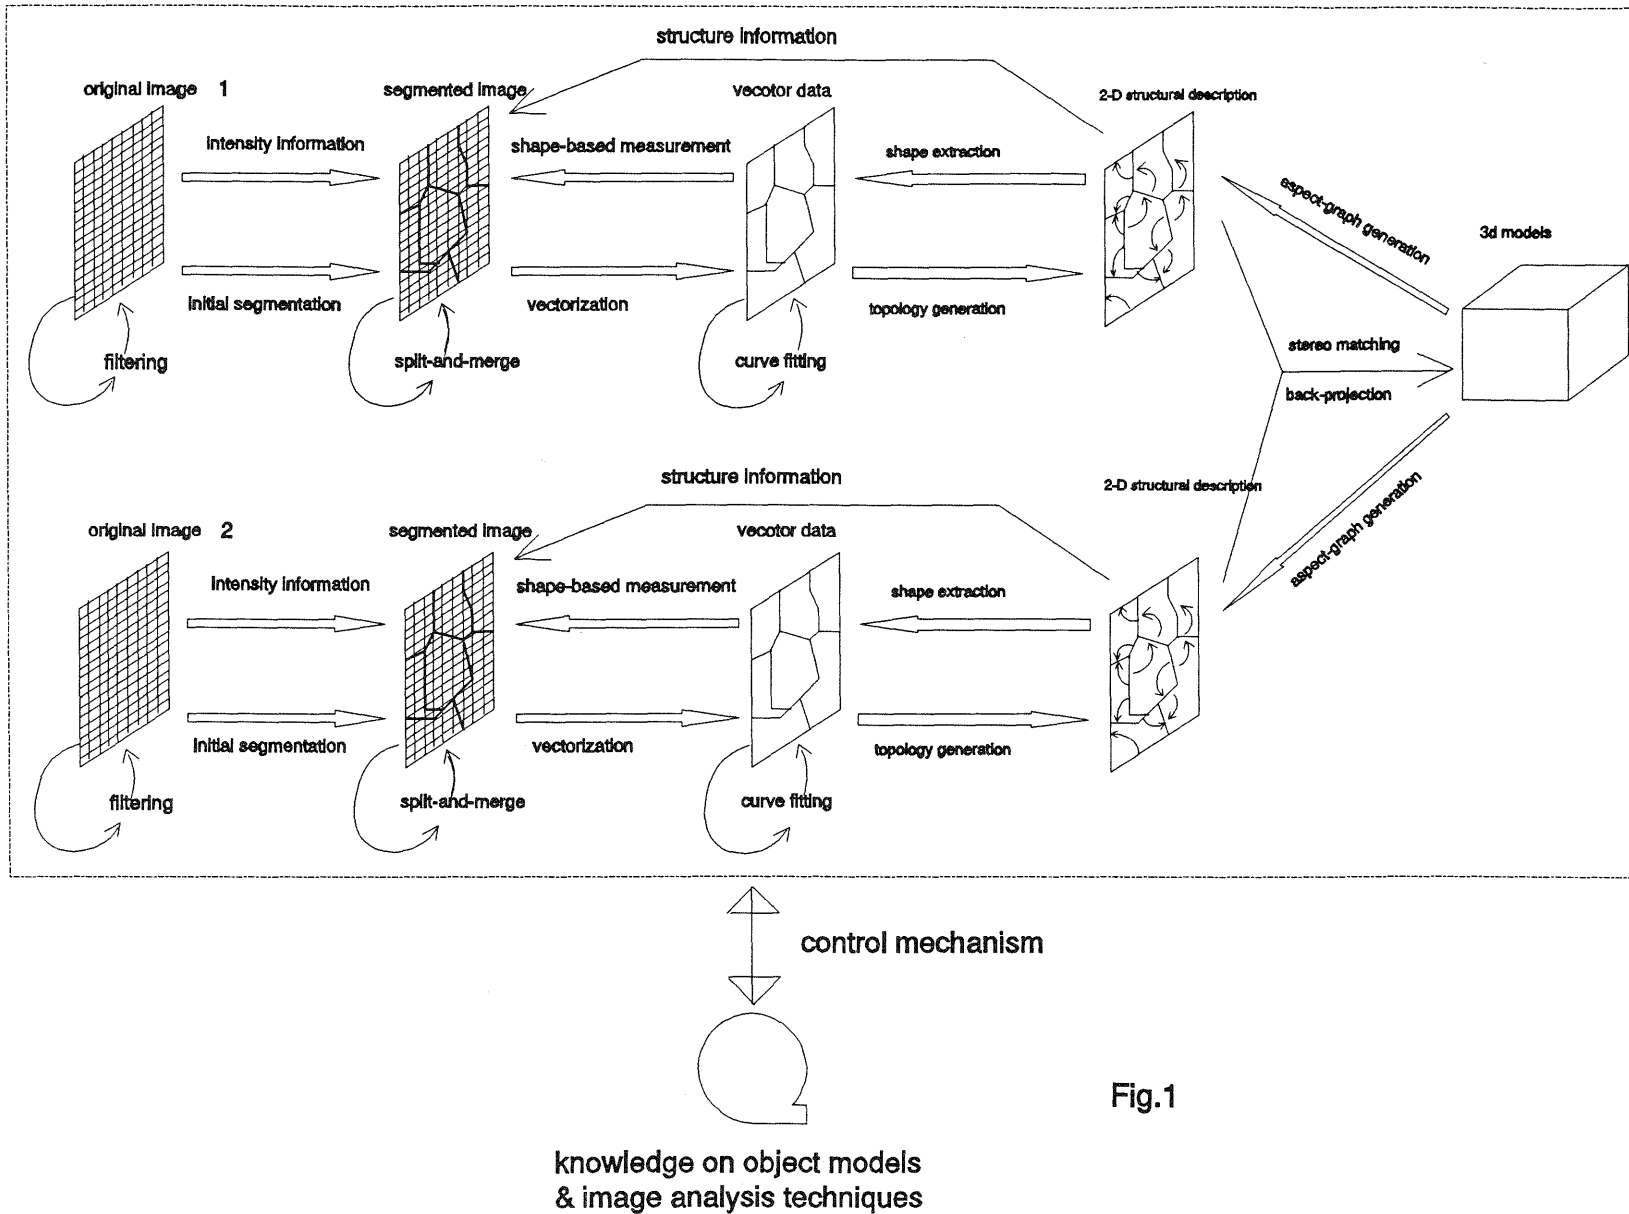 structure information
original image 1
segmented image
vecotor data
2-D structural description
intensity information
shape-based measurement
shape extraction
aspect-graph generation
3d models
initial segmentation
vectorization
topology generation
filtering
split-and-merge
curve fitting
stereo matching
back-projection
structure information
2-D structural description
aspect-graph generation
original image 2
segmented image
vecotor data
intensity information
shape-based measurement
shape extraction
initial segmentation
vectorization
topology generation
filtering
split-and-merge
curve fitting
control mechanism
Fig.1
knowledge on object models
& image analysis techniques